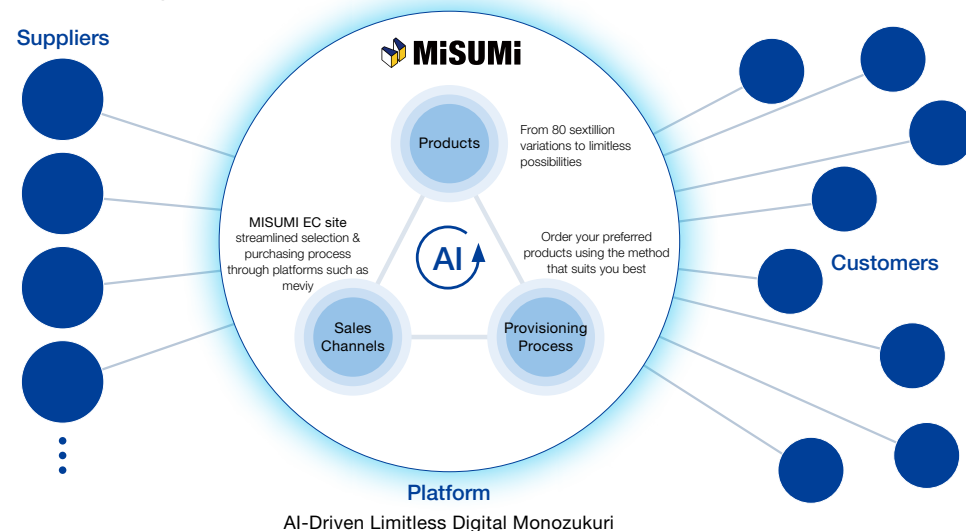 Suppliers
MiSUMi
Products
From 80 sextillion
variations to limitless
possibilities
MISUMI EC site
streamlined selection &
purchasing process
through platforms such as
meviy
AI
Order your preferred
products using the method
that suits you best
Customers
Sales
Channels
Provisioning
Process
Platform
AI-Driven Limitless Digital Monozukuri